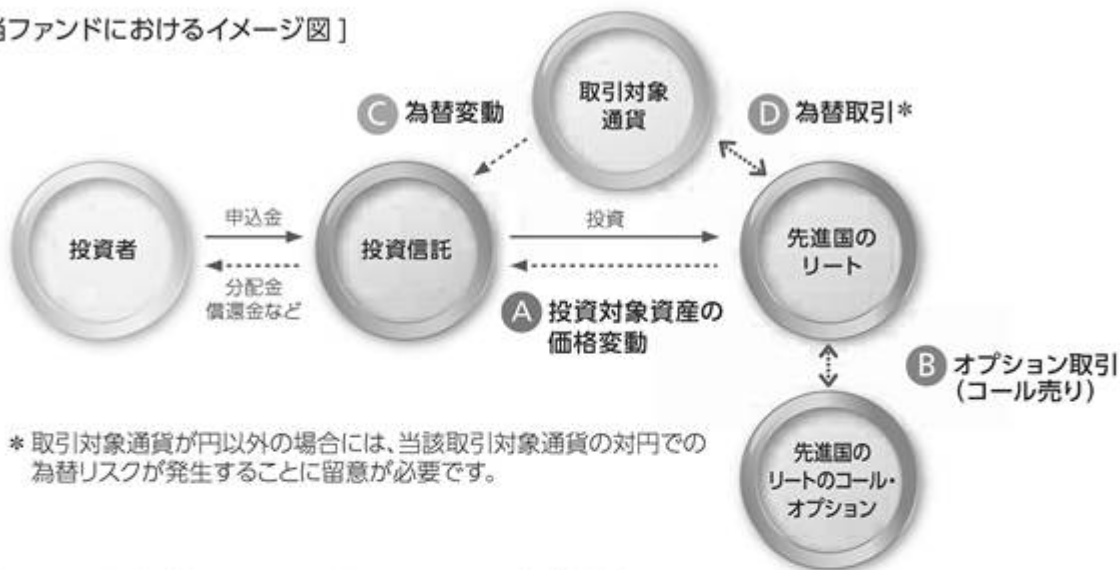 ファンドにおけるイメージ図 ]
取引対象
通貨
C 為替変動
D 為替取引*
投資者
申込金
分配金
償還金など
投資信託
投資
A 投資対象資産の
価格変動
先進国の
リート
B オプション取引
(コール売り)
先進国の
リートのコール・
オプション
* 取引対象通貨が円以外の場合には、当該取引対象通貨の対円での
為替リスクが発生することに留意が必要です。